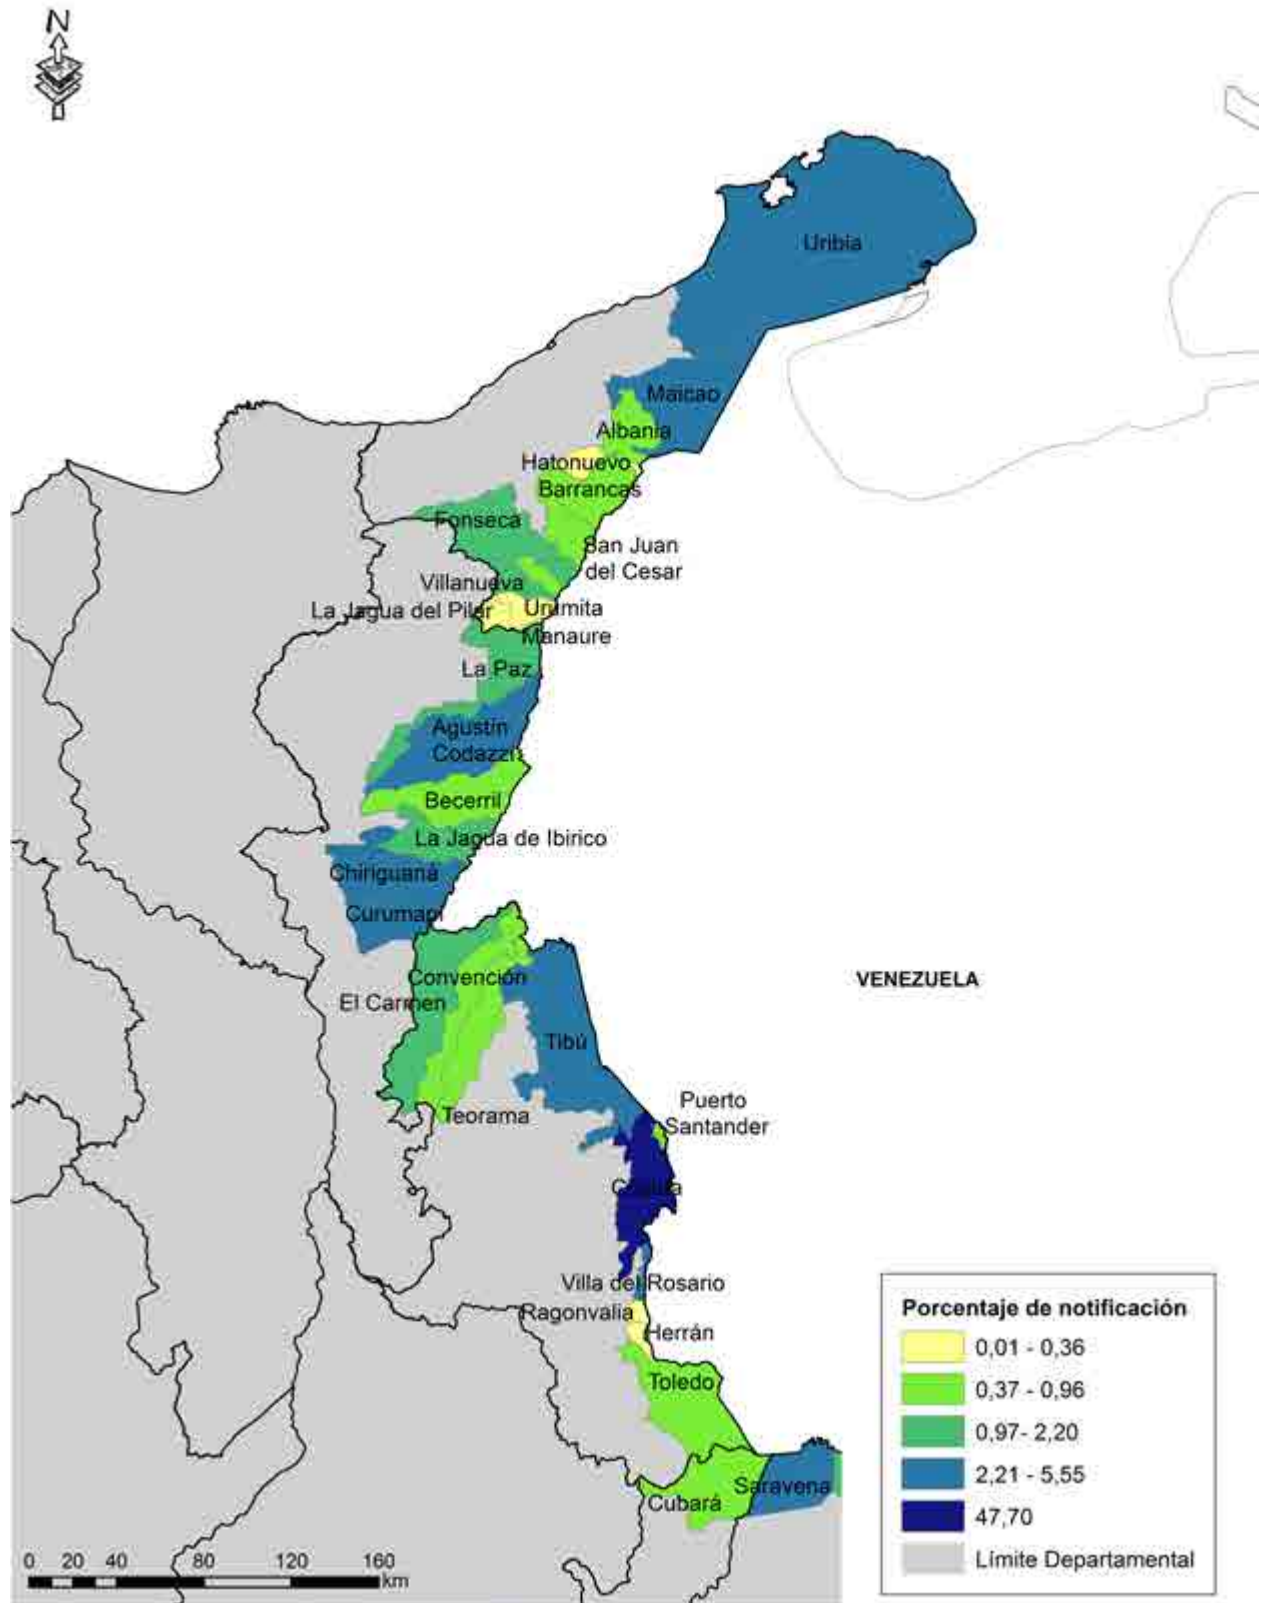 N
Uribia
Maicao
Albania
Hatonuevo
Barrancas
Fonseca
San Juan
del Cesar
Villanueva
La Jagua del Pilar
Urumita
Manaure
La Paz
Agustín
Codazzi
Becerril
La Jagua de Ibirico
Chiriguaná
Curumaní
Convención
VENEZUELA
El Carmen
Tibú
Puerto
Santander
Teorama
Cúcuta
Villa del Rosario
Ragonvalia
Herrán
Toledo
Saravena
Cubará
Porcentaje de notificación
0,01 - 0,36
0,37 - 0,96
0,97- 2,20
2,21 - 5,55
47,70
Límite Departamental
0 20 40 80 120 160
km